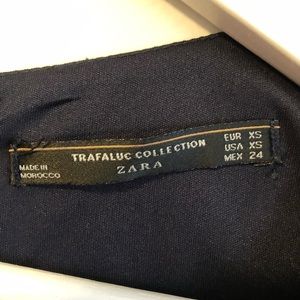 TRAFALUC COLLECTION
ZARA
MADE IN
MOROCCO
EUR XS
USA XS
MEX 24